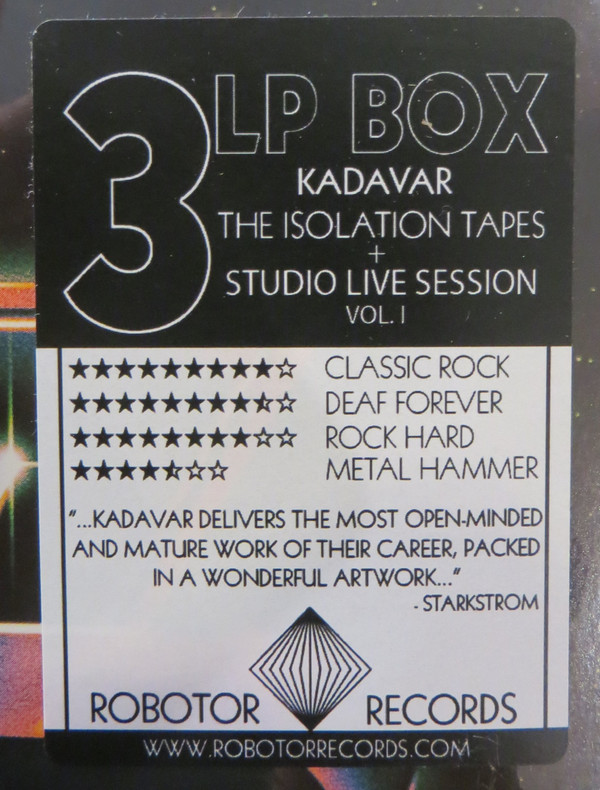 3 LP BOX
KADAVAR
THE ISOLATION TAPES
+
STUDIO LIVE SESSION
VOL. I
★★★★★★★★★☆ CLASSIC ROCK
★★★★★★★★⯪☆ DEAF FOREVER
★★★★★★★★☆☆ ROCK HARD
★★★★⯪☆☆ METAL HAMMER
"...KADAVAR DELIVERS THE MOST OPEN-MINDED
AND MATURE WORK OF THEIR CAREER, PACKED
IN A WONDERFUL ARTWORK..."
- STARKSTROM
ROBOTOR RECORDS
WWW.ROBOTORRECORDS.COM